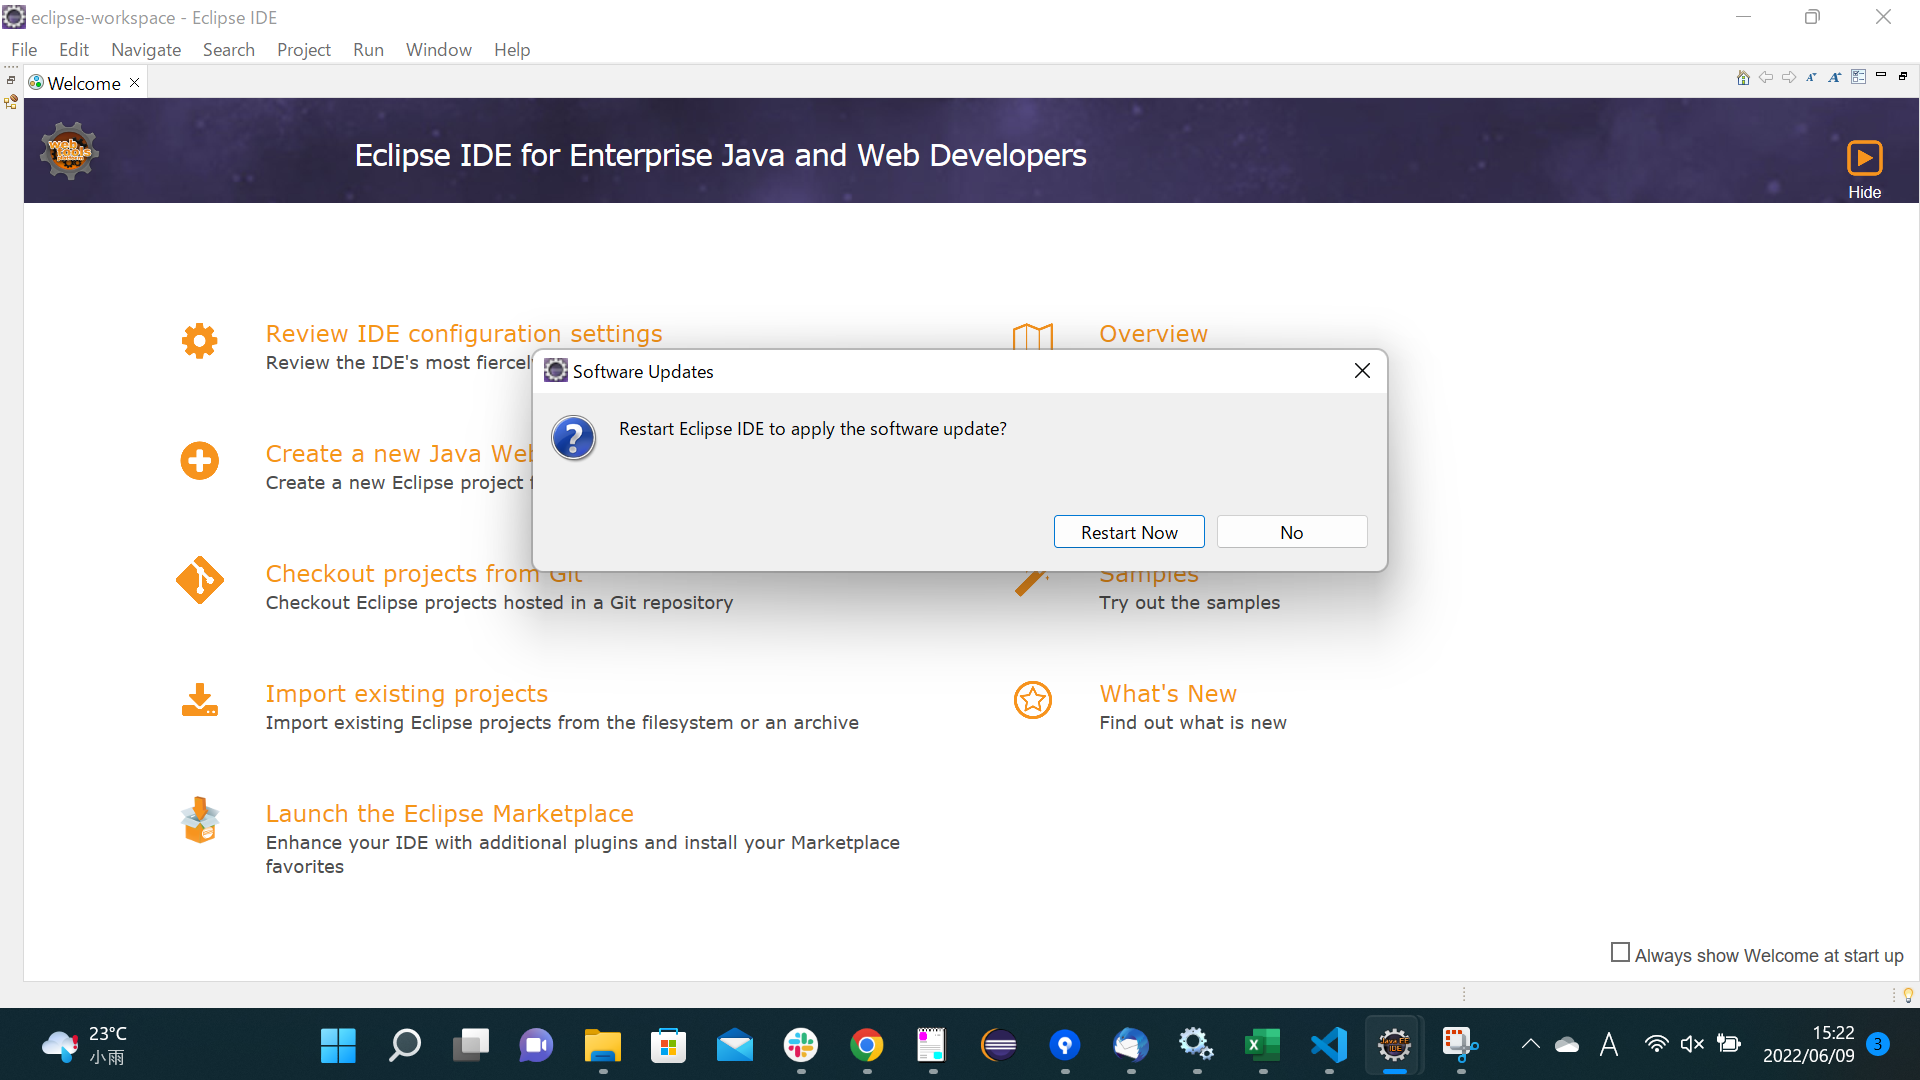 eclipse-workspace - Eclipse IDE
File Edit Navigate Search Project Run Window Help
Welcome
Eclipse IDE for Enterprise Java and Web Developers
Hide
Review IDE configuration settings
Review the IDE's most fiercel
Overview
Software Updates
Restart Eclipse IDE to apply the software update?
Restart Now
No
Create a new Java Web
Create a new Eclipse project f
Checkout projects from Git
Checkout Eclipse projects hosted in a Git repository
Samples
Try out the samples
Import existing projects
Import existing Eclipse projects from the filesystem or an archive
What's New
Find out what is new
Launch the Eclipse Marketplace
Enhance your IDE with additional plugins and install your Marketplace
favorites
Always show Welcome at start up
23°C
小雨
A
15:22
2022/06/09
3